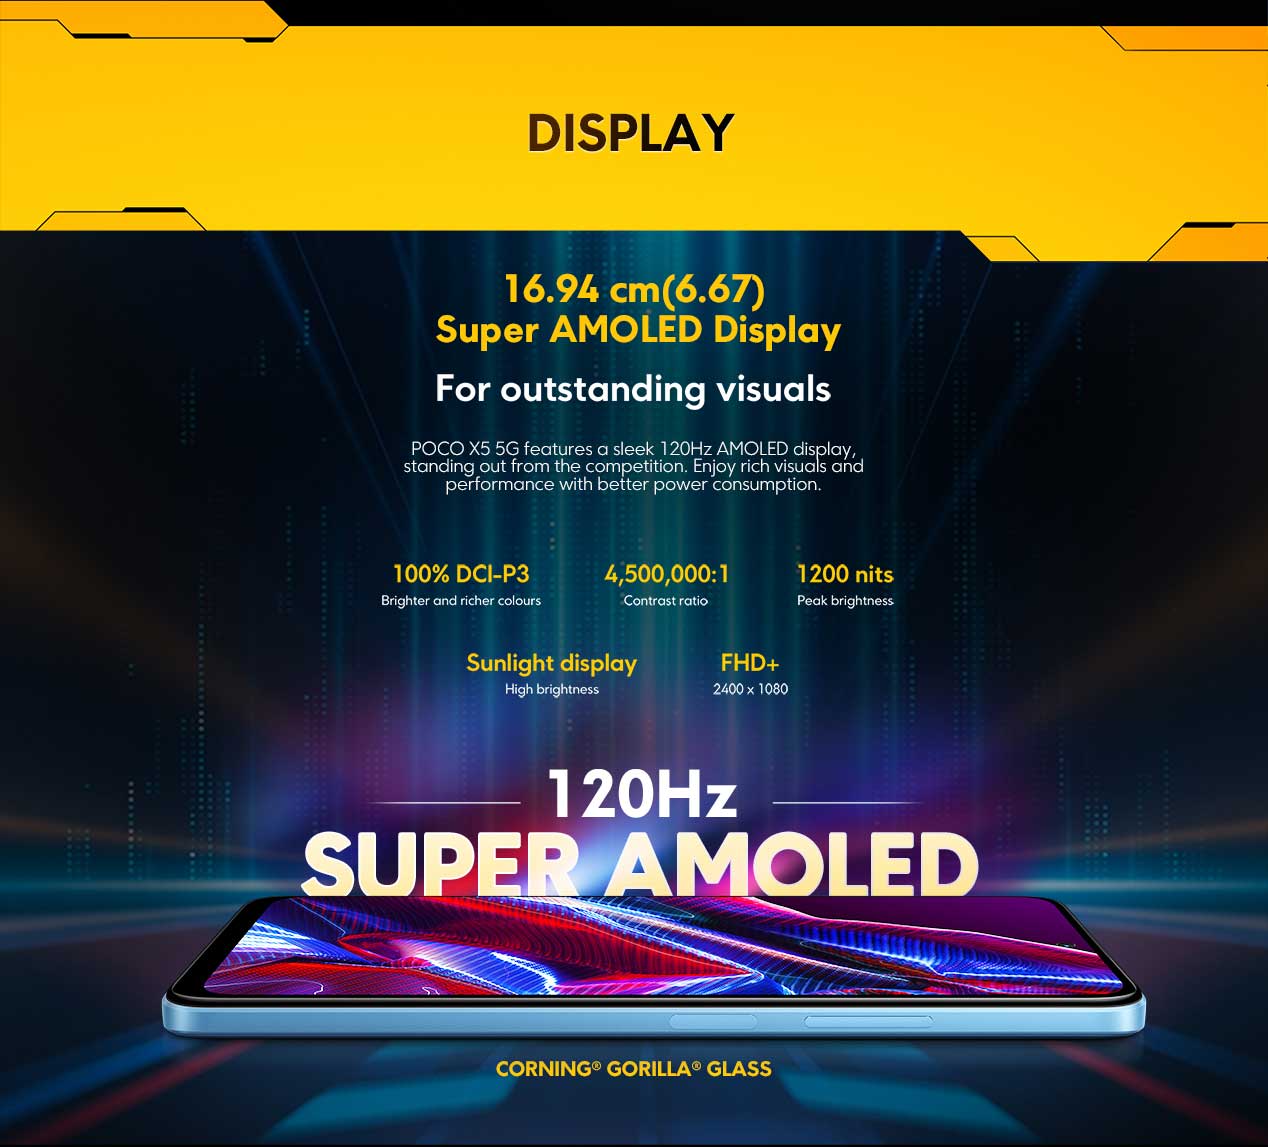 DISPLAY
16.94 cm(6.67)
Super AMOLED Display
For outstanding visuals
POCO X5 5G features a sleek 120Hz AMOLED display,
standing out from the competition. Enjoy rich visuals and
performance with better power consumption.
100% DCI-P3
Brighter and richer colours
4,500,000:1
Contrast ratio
1200 nits
Peak brightness
Sunlight display
High brightness
FHD+
2400 x 1080
120Hz
SUPER AMOLED
CORNING® GORILLA® GLASS